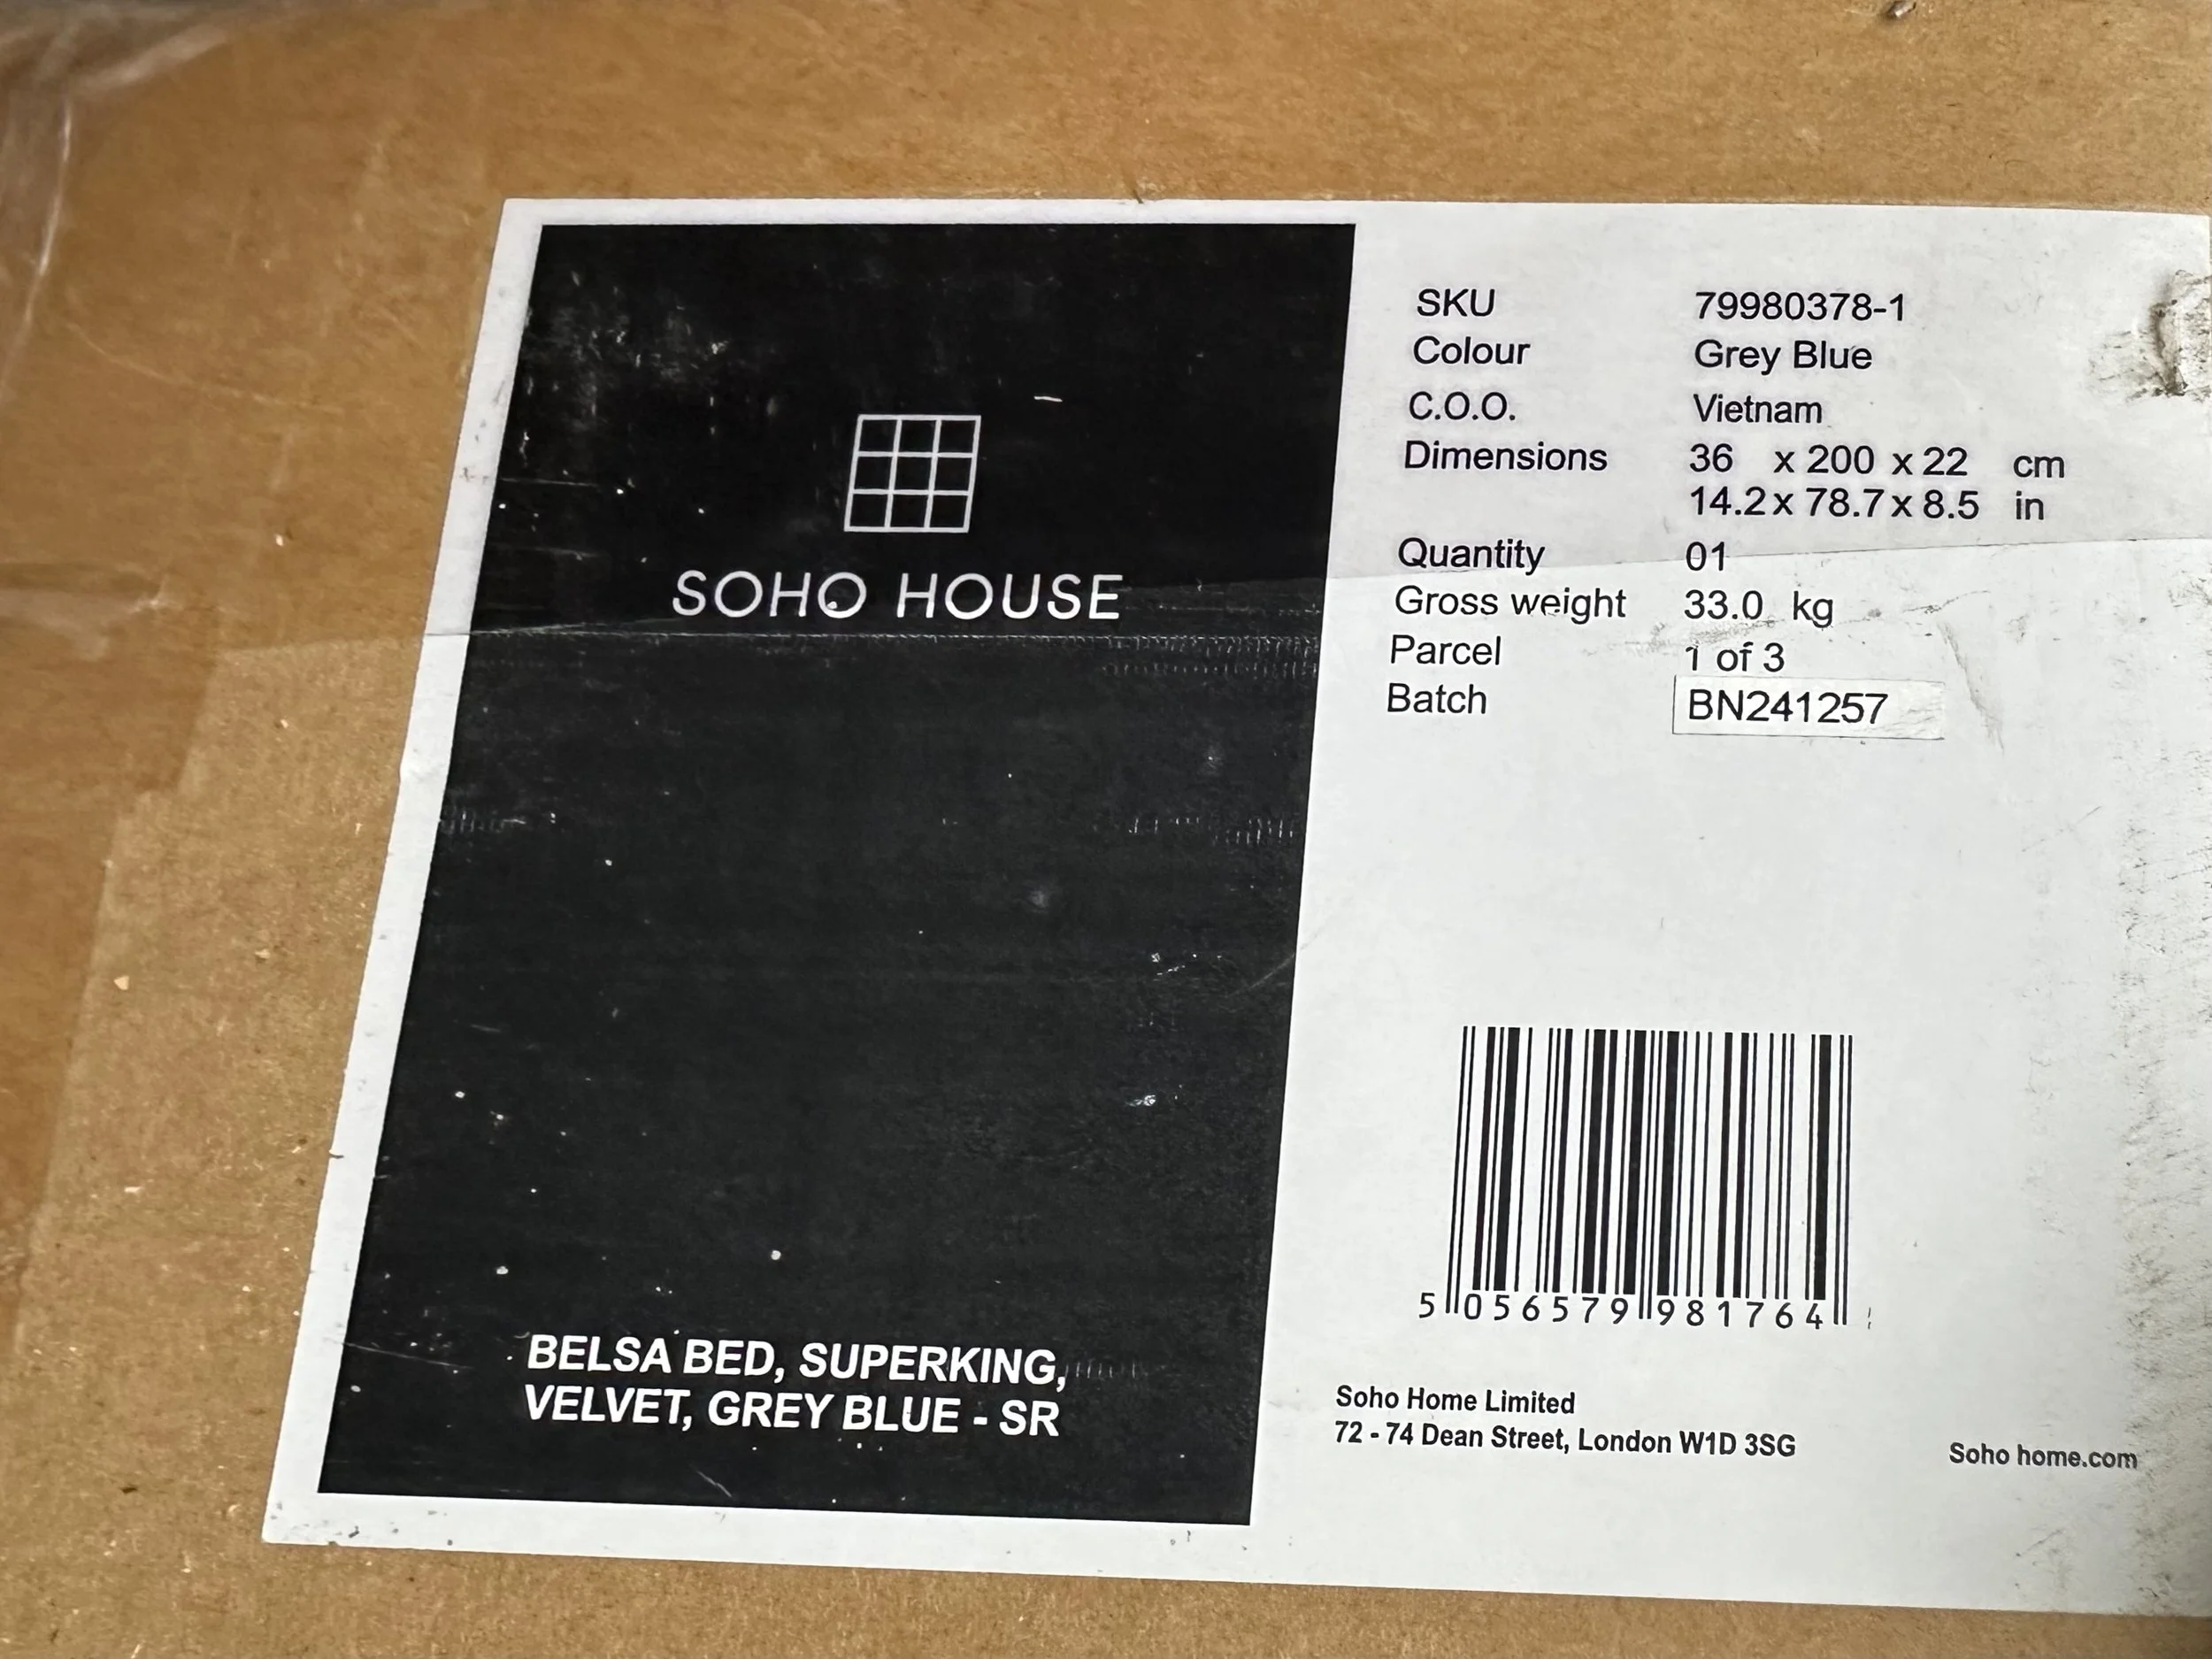 SOHO HOUSE
BELSA BED, SUPERKING,
VELVET, GREY BLUE - SR
SKU 79980378-1
Colour Grey Blue
C.O.O. Vietnam
Dimensions 36 x 200 x 22 cm
14.2 x 78.7 x 8.5 in
Quantity 01
Gross weight 33.0 kg
Parcel 1 of 3
Batch BN241257
5 056579 981764
Soho Home Limited
72 - 74 Dean Street, London W1D 3SG
Soho home.com